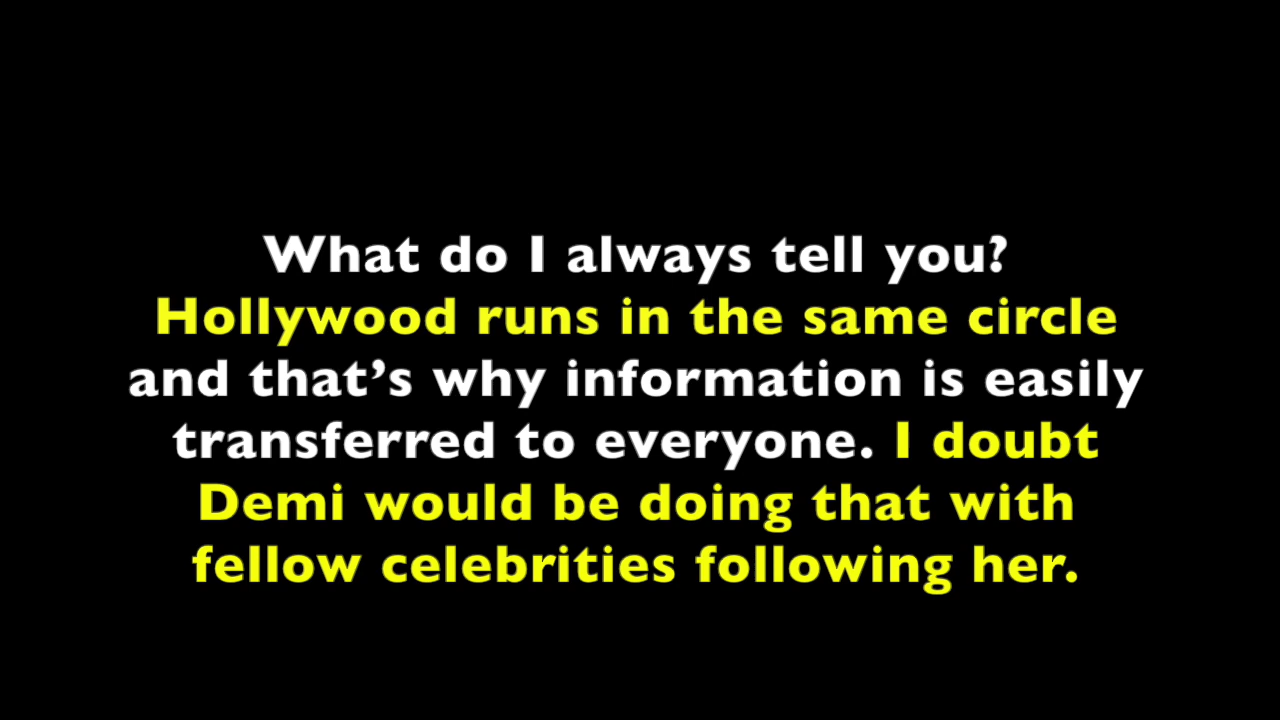 What do I always tell you?
Hollywood runs in the same circle
and that’s why information is easily
transferred to everyone. I doubt
Demi would be doing that with
fellow celebrities following her.